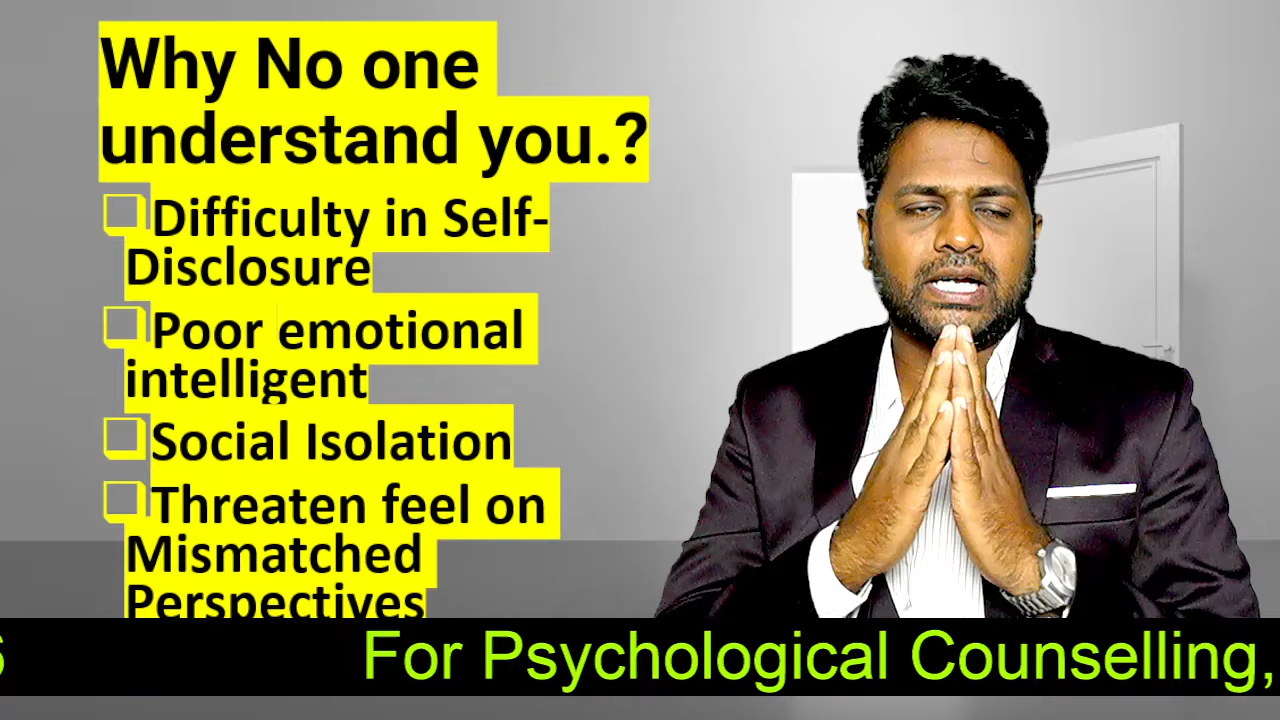 Why No one
understand you.?
Difficulty in Self-
Disclosure
Poor emotional
intelligent
Social Isolation
Threaten feel on
Mismatched
Perspectives
6 For Psychological Counselling,